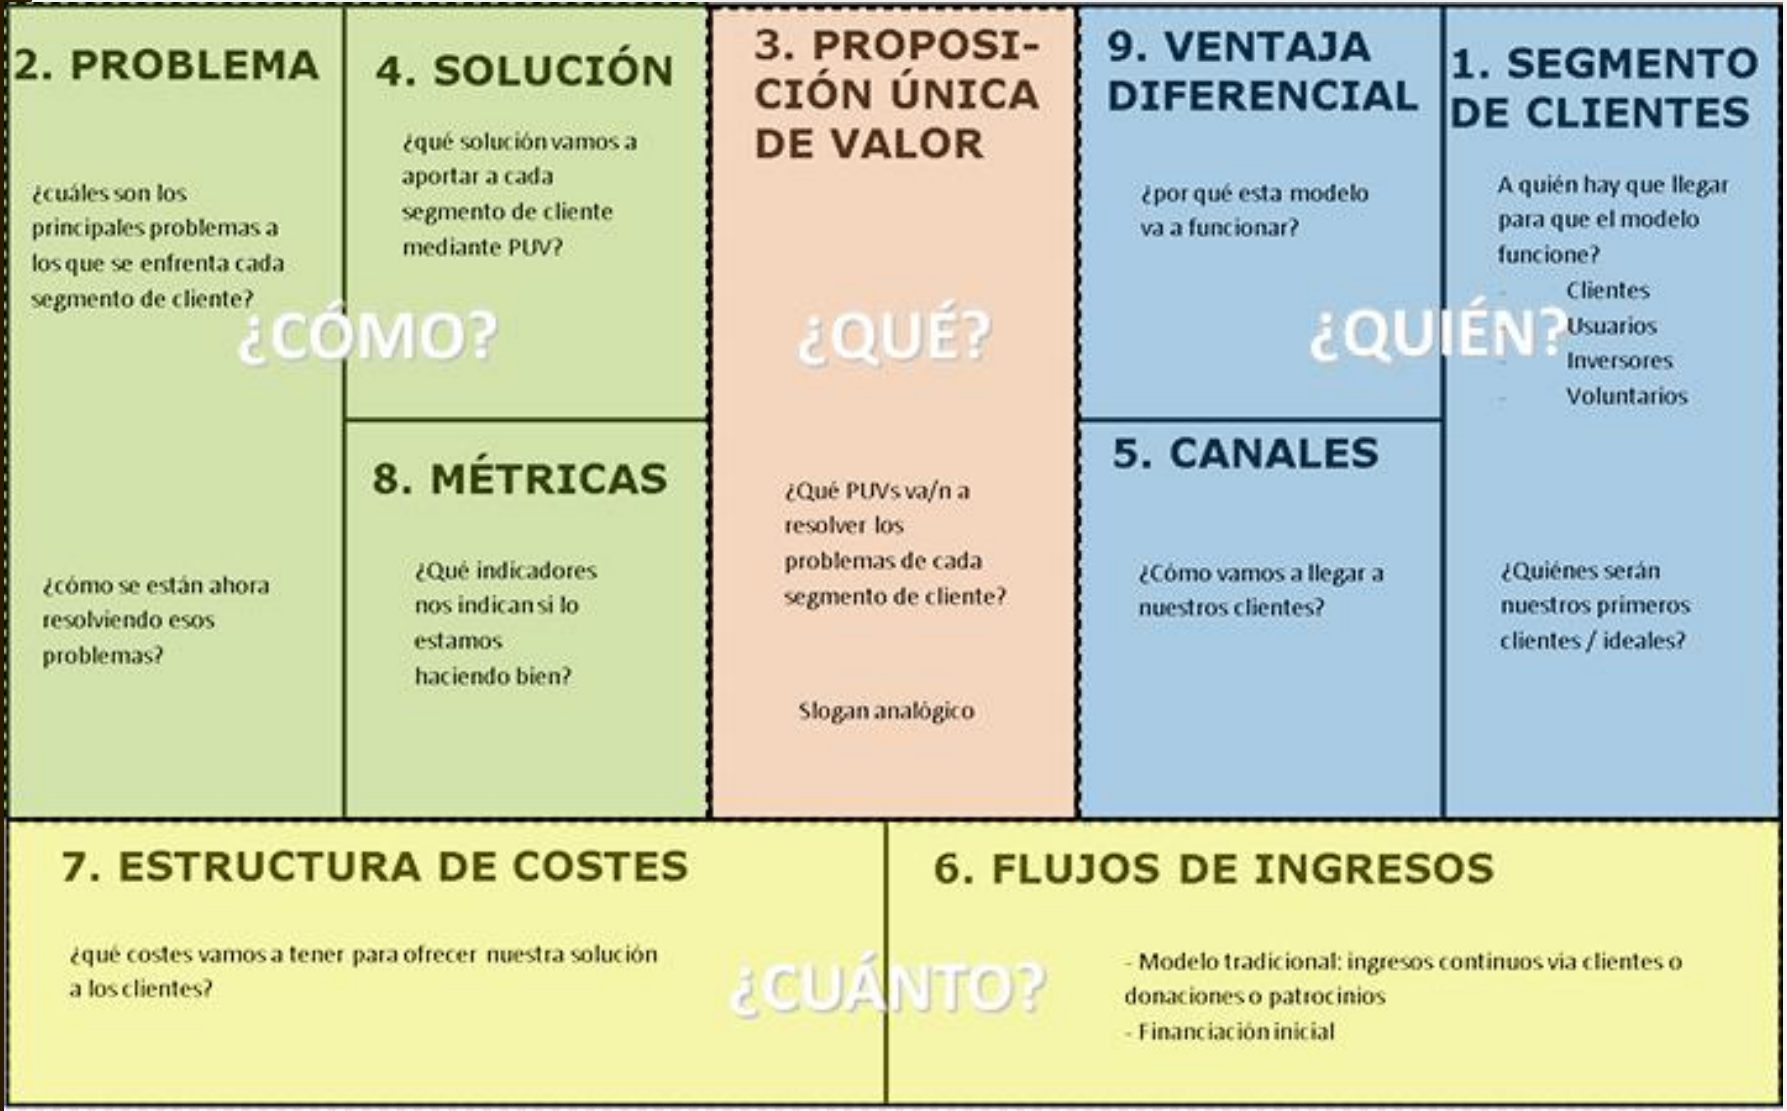 2. PROBLEMA
¿cuáles son los
principales problemas a
los que se enfrenta cada
segmento de cliente?
¿cómo se están ahora
resolviendo esos
problemas?
4. SOLUCIÓN
¿qué solución vamos a
aportar a cada
segmento de cliente
mediante PUV?
¿CÓMO?
8. MÉTRICAS
¿Qué indicadores
nos indican si lo
estamos
haciendo bien?
3. PROPOSI-
CIÓN ÚNICA
DE VALOR
¿QUÉ?
¿Qué PUVs va/n a
resolver los
problemas de cada
segmento de cliente?
Slogan analógico
9. VENTAJA
DIFERENCIAL
¿por qué esta modelo
va a funcionar?
5. CANALES
¿Cómo vamos a llegar a
nuestros clientes?
¿QUIÉN?
1. SEGMENTO
DE CLIENTES
A quién hay que llegar
para que el modelo
funcione?
- Clientes
- Usuarios
- Inversores
- Voluntarios
¿Quiénes serán
nuestros primeros
clientes / ideales?
7. ESTRUCTURA DE COSTES
¿qué costes vamos a tener para ofrecer nuestra solución
a los clientes?
¿CUÁNTO?
6. FLUJOS DE INGRESOS
- Modelo tradicional: ingresos continuos via clientes o
donaciones o patrocinios
- Financiación inicial